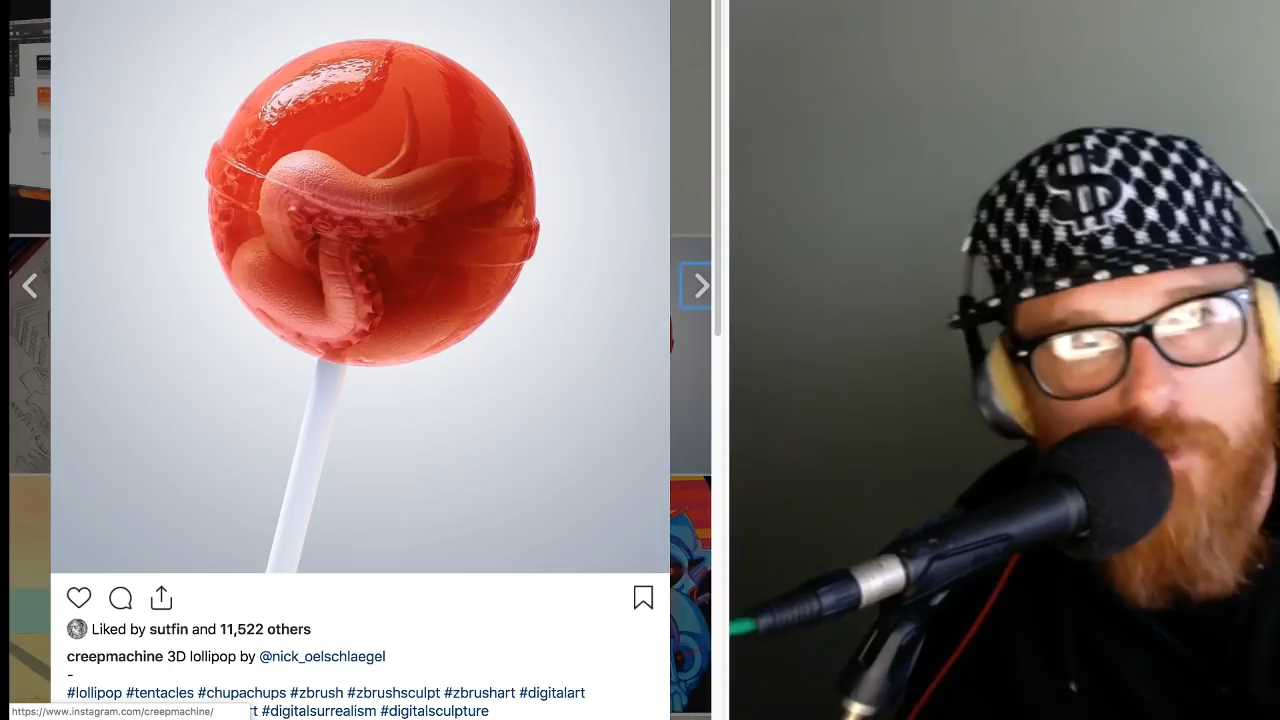 $
Liked by sutfin and 11,522 others
creepmachine 3D lollipop by @nick_oelschlaegel
-
#lollipop #tentacles #chupachups #zbrush #zbrushsculpt #zbrushart #digitalart
t #digitalsurrealism #digitalsculpture
https://www.instagram.com/creepmachine/